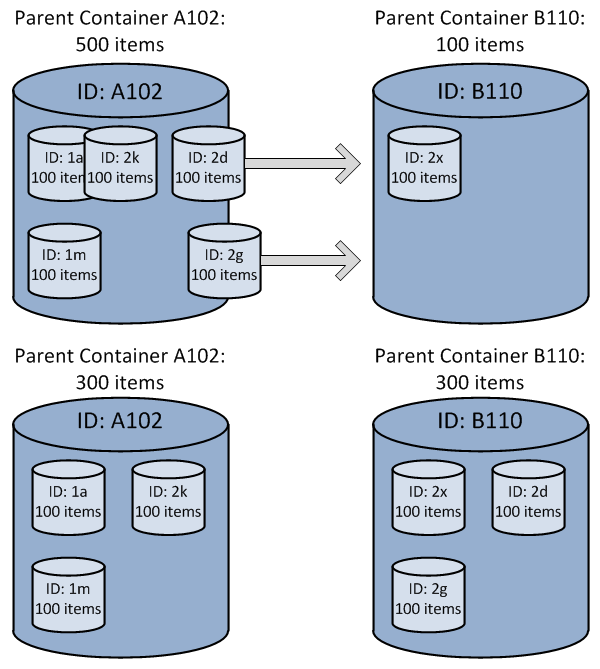 Parent Container A102:
500 items
ID: A102
ID: 1a
100 items
ID: 2k
100 items
ID: 2d
100 items
ID: 1m
100 items
ID: 2g
100 items
Parent Container B110:
100 items
ID: B110
ID: 2x
100 items
Parent Container A102:
300 items
ID: A102
ID: 1a
100 items
ID: 2k
100 items
ID: 1m
100 items
Parent Container B110:
300 items
ID: B110
ID: 2x
100 items
ID: 2d
100 items
ID: 2g
100 items